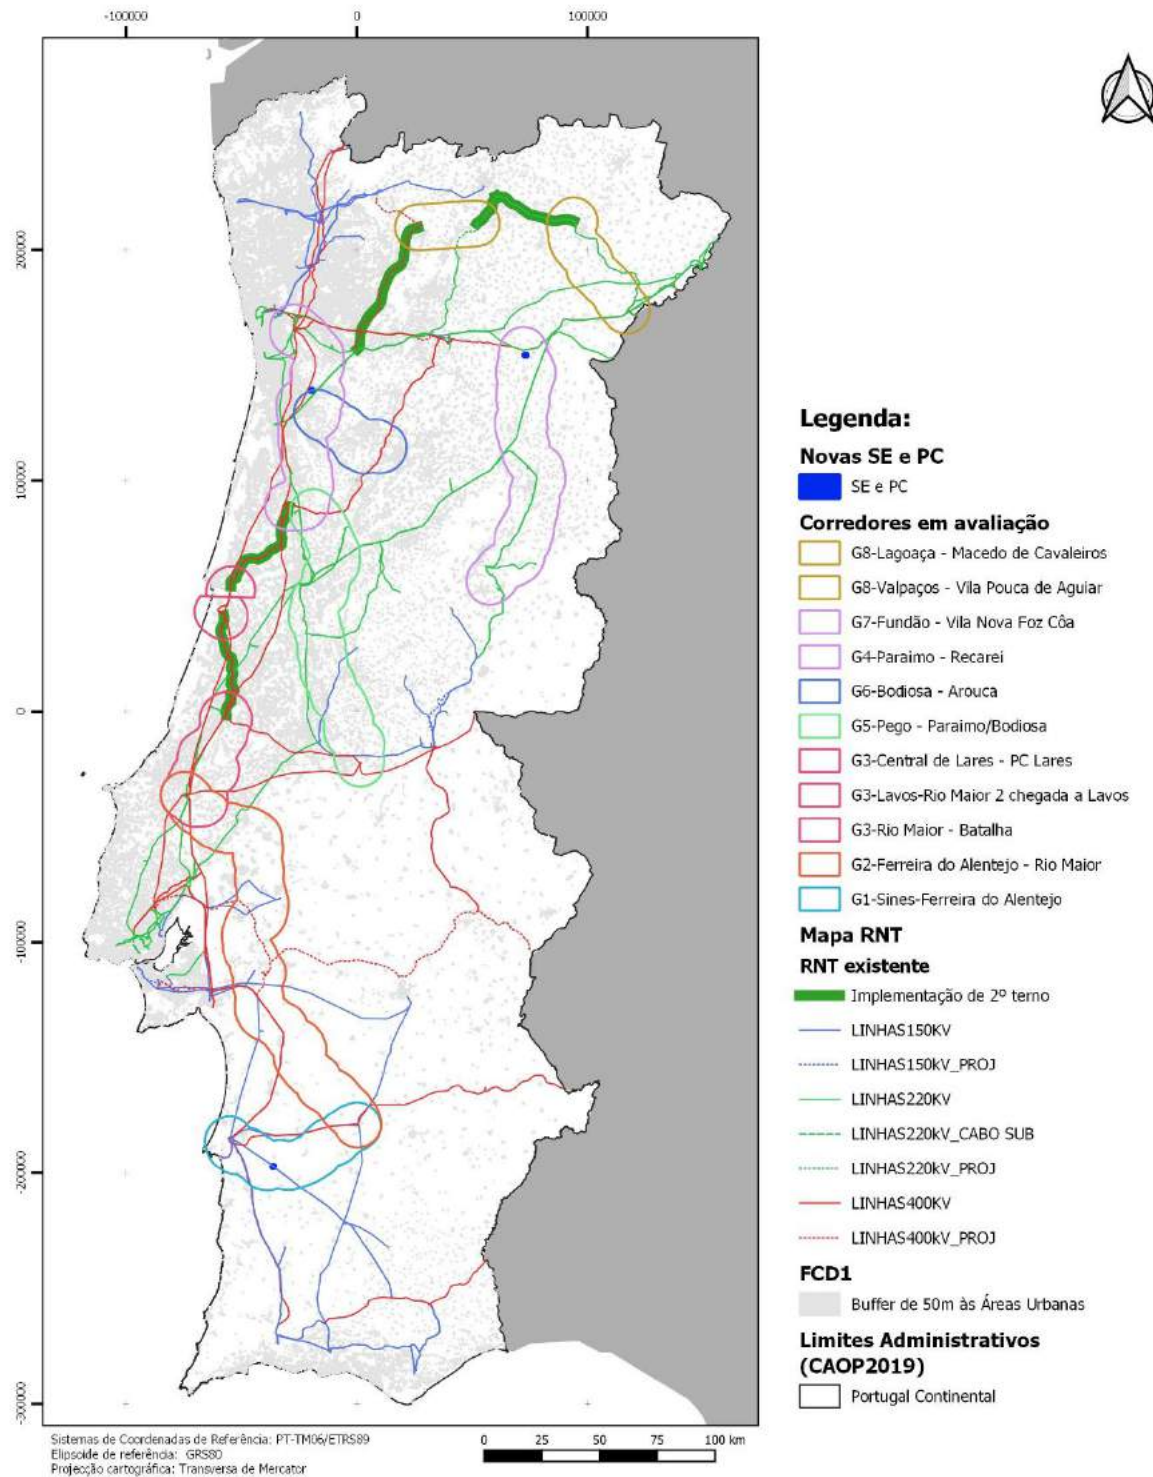 -100000 0 100000
200000
100000
0
-100000
-200000
-300000
Legenda:
Novas SE e PC
SE e PC
Corredores em avaliação
G8-Lagoaça - Macedo de Cavaleiros
G8-Valpaços - Vila Pouca de Aguiar
G7-Fundão - Vila Nova Foz Côa
G4-Paraimo - Recarei
G6-Bodiosa - Arouca
G5-Pego - Paraimo/Bodiosa
G3-Central de Lares - PC Lares
G3-Lavos-Rio Maior 2 chegada a Lavos
G3-Rio Maior - Batalha
G2-Ferreira do Alentejo - Rio Maior
G1-Sines-Ferreira do Alentejo
Mapa RNT
RNT existente
Implementação de 2º terno
LINHAS150KV
LINHAS150kV_PROJ
LINHAS220KV
LINHAS220kV_CABO SUB
LINHAS220kV_PROJ
LINHAS400KV
LINHAS400kV_PROJ
FCD1
Buffer de 50m às Áreas Urbanas
Limites Administrativos
(CAOP2019)
Portugal Continental
Sistemas de Coordenadas de Referência: PT-TM06/ETRS89
Elipsoide de referência: GRS80
Projecção cartográfica: Transversa de Mercator
0 25 50 75 100 km